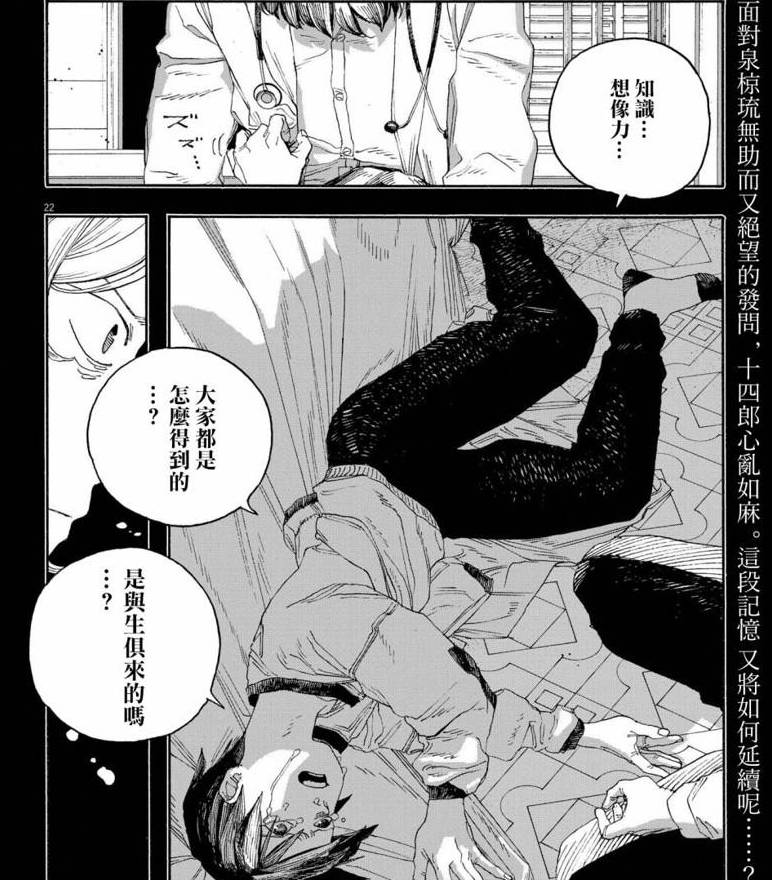 面對泉椋琉無助而又絕望的發問，十四郎心亂如麻。這段記憶 又將如何延續呢……？
知識…
想像力…
ズズッ
22
大家都是
怎麼得到的
…？
是與生俱來的嗎
…？